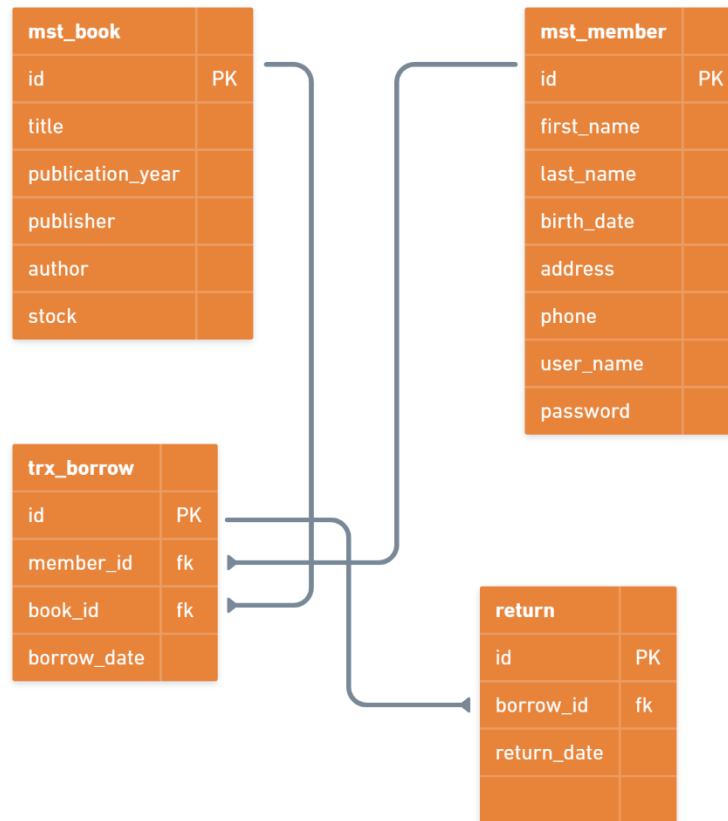 mst_book
id PK
title
publication_year
publisher
author
stock
mst_member
id PK
first_name
last_name
birth_date
address
phone
user_name
password
trx_borrow
id PK
member_id fk
book_id fk
borrow_date
return
id PK
borrow_id fk
return_date